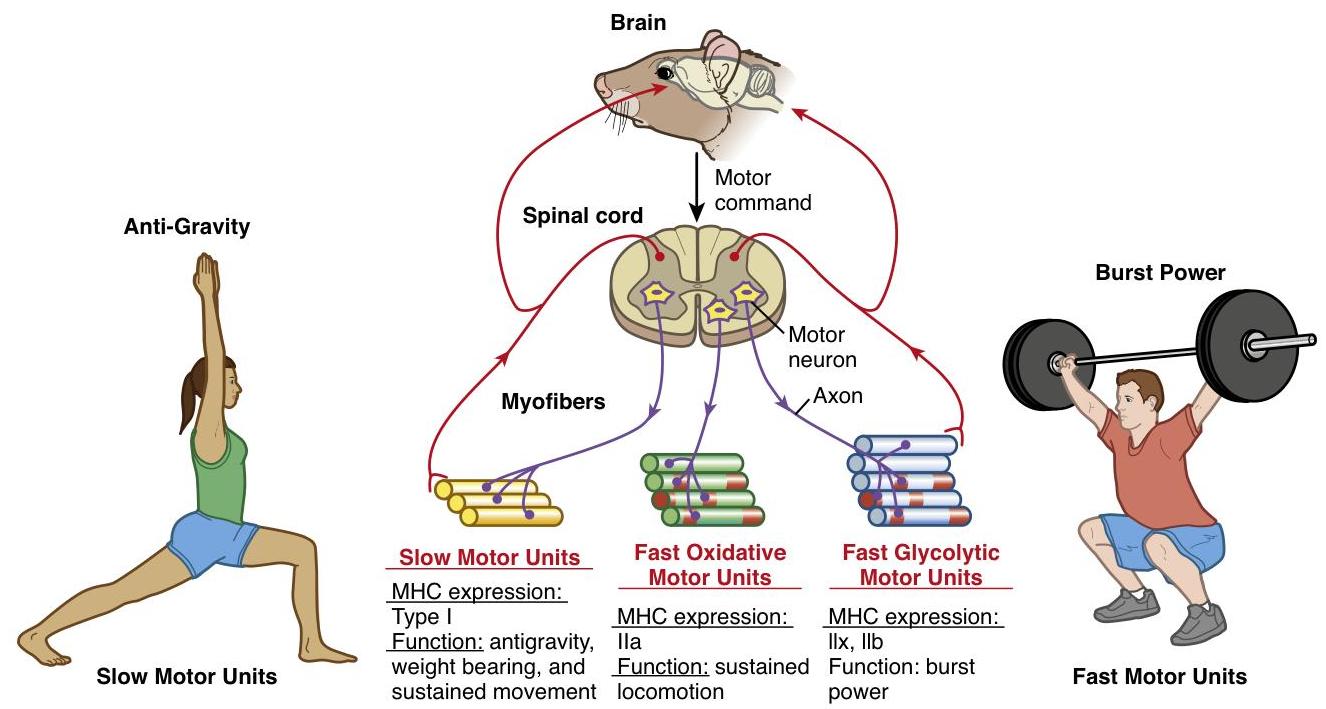 Brain
Motor
command
Spinal cord
Anti-Gravity
Burst Power
Motor
neuron
Axon
Myofibers
Slow Motor Units
MHC expression:
Type I
Function: antigravity,
weight bearing, and
sustained movement
Fast Oxidative
Motor Units
MHC expression:
IIa
Function: sustained
locomotion
Fast Glycolytic
Motor Units
MHC expression:
IIx, IIb
Function: burst
power
Slow Motor Units
Fast Motor Units